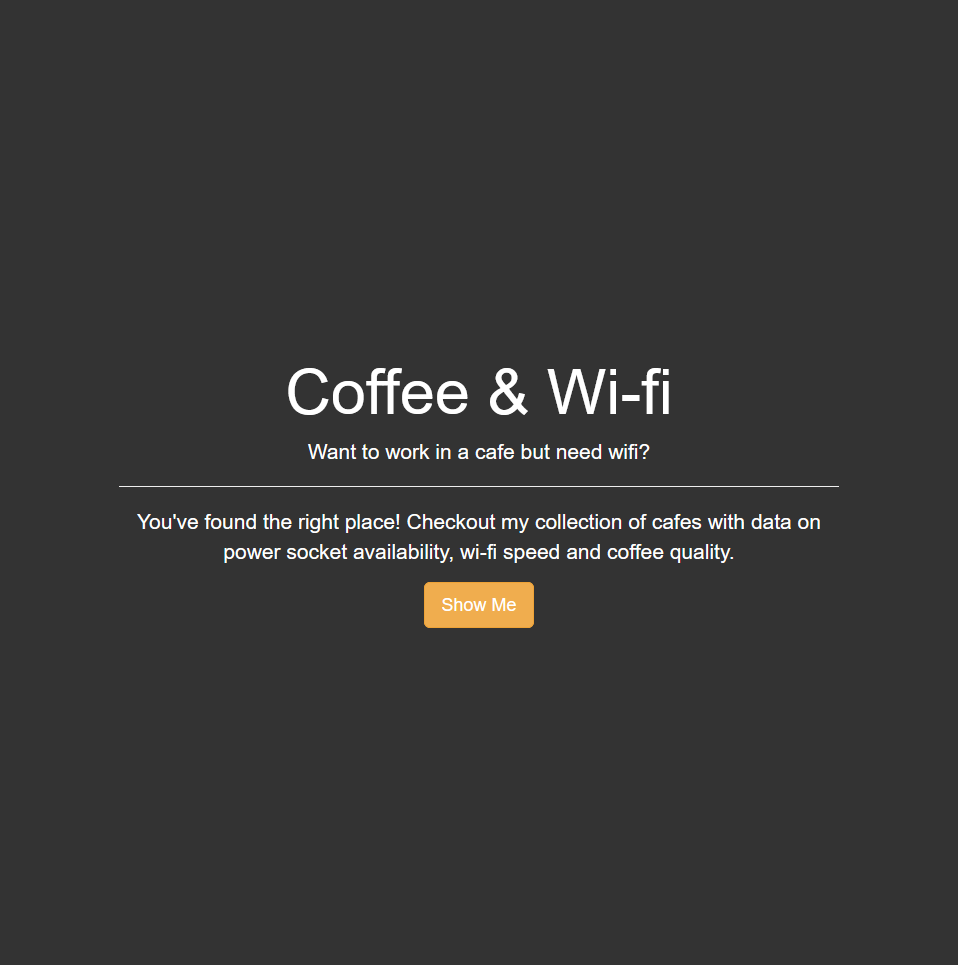 Coffee & Wi-fi
Want to work in a cafe but need wifi?
You've found the right place! Checkout my collection of cafes with data on
power socket availability, wi-fi speed and coffee quality.
Show Me